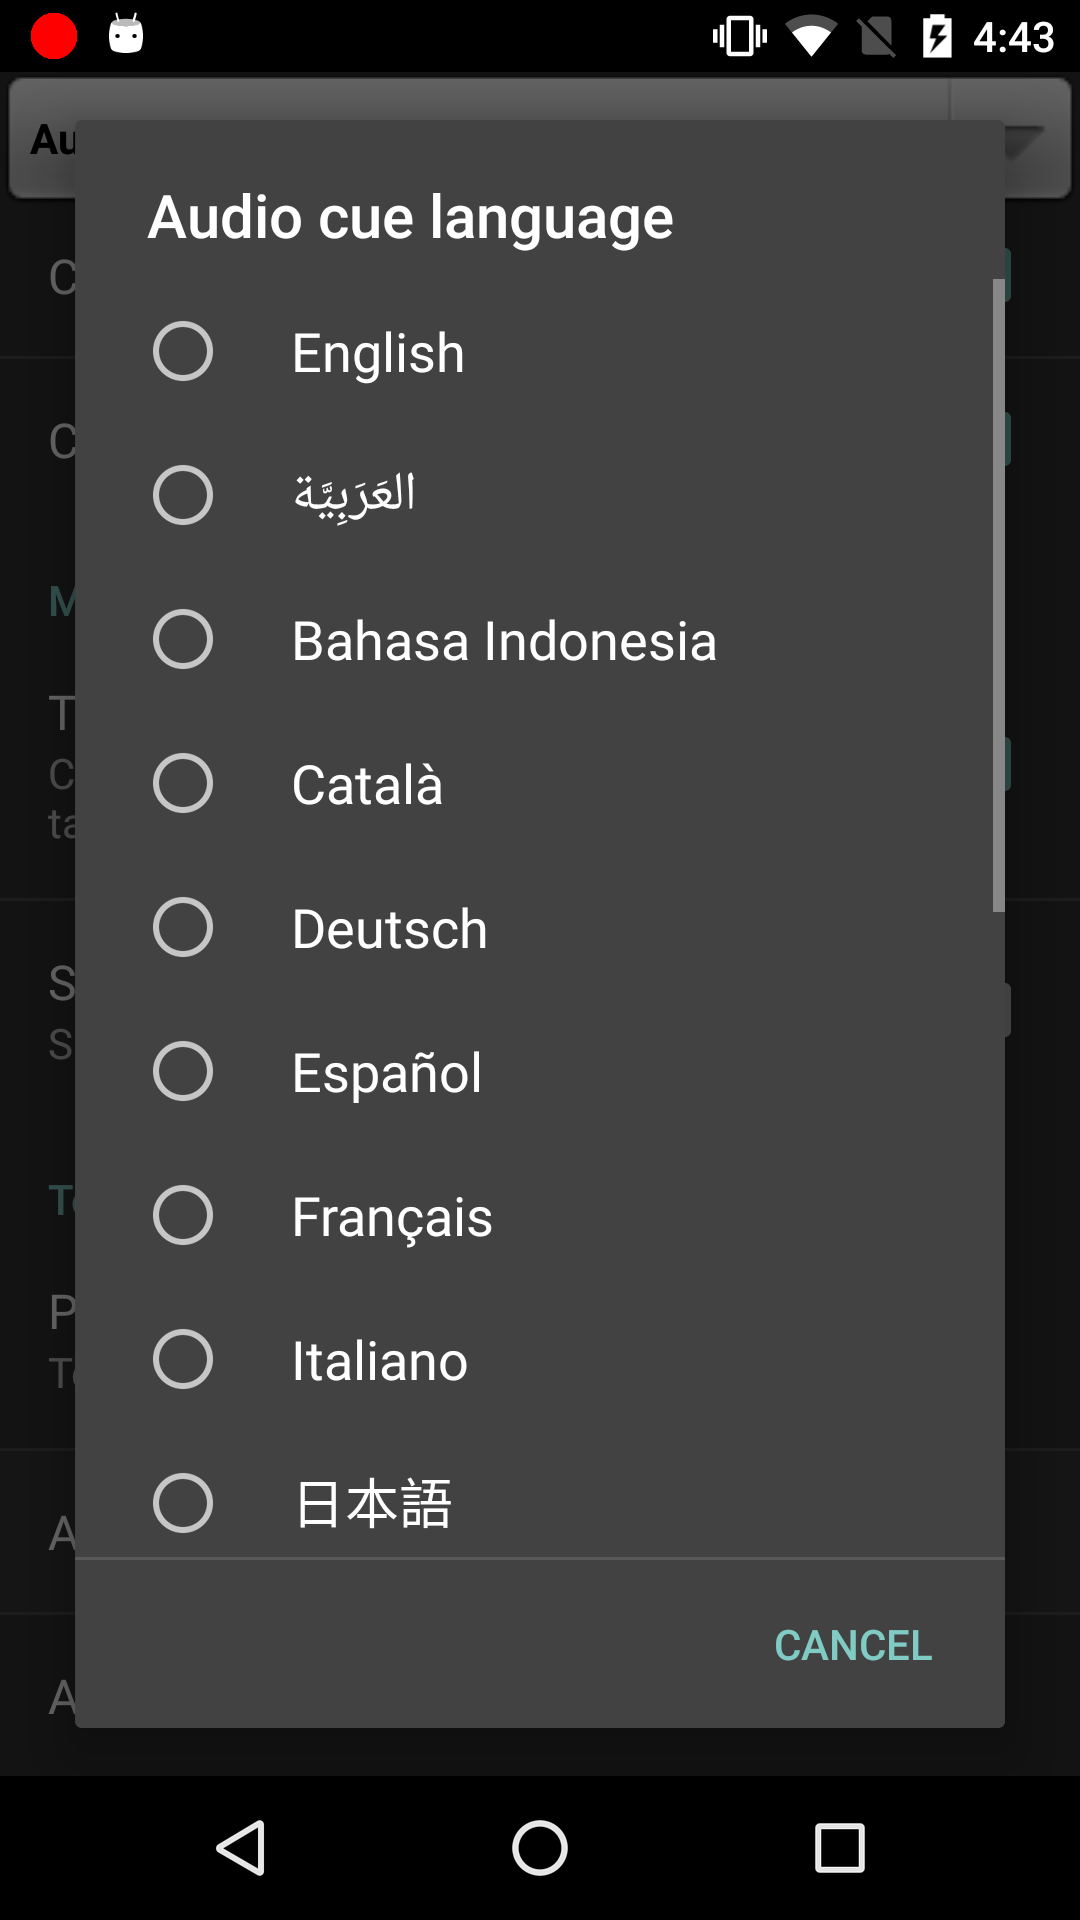 4:43
Audio cue language
English
العَرَبِيَّة
Bahasa Indonesia
Català
Deutsch
Español
Français
Italiano
日本語
CANCEL